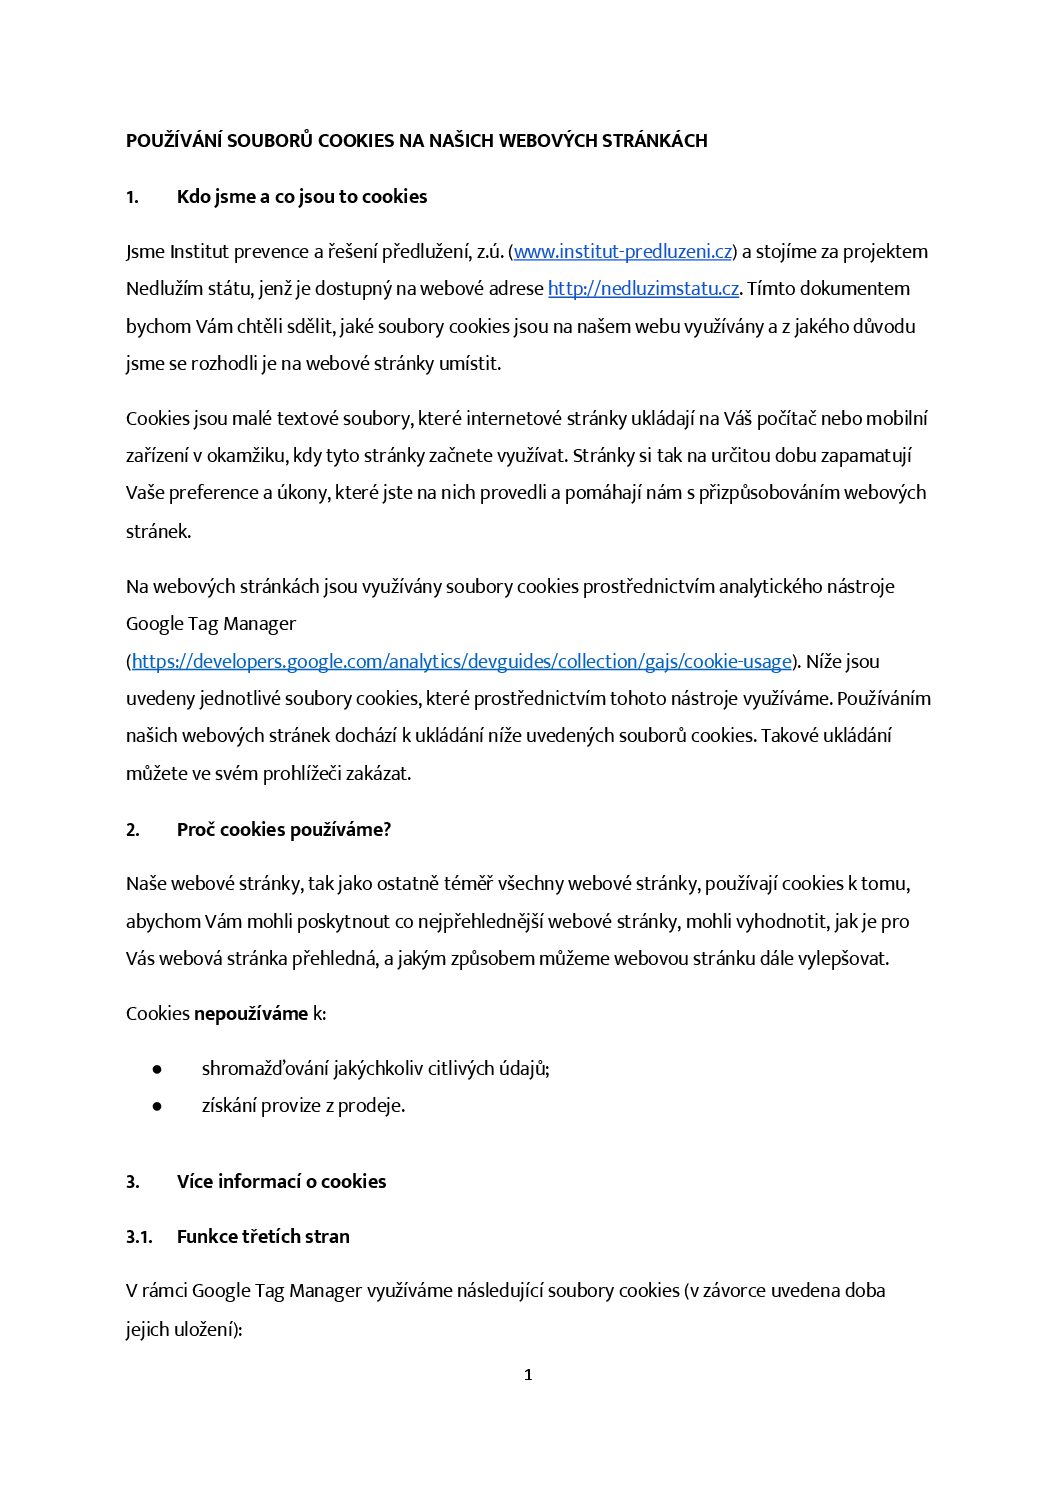 POUŽÍVÁNÍ SOUBORŮ COOKIES NA NAŠICH WEBOVÝCH STRÁNKÁCH
1. Kdo jsme a co jsou to cookies
Jsme Institut prevence a řešení předlužení, z.ú. (www.institut-predluzeni.cz) a stojíme za projektem
Nedlužím státu, jenž je dostupný na webové adrese http://nedluzimstatu.cz. Tímto dokumentem
bychom Vám chtěli sdělit, jaké soubory cookies jsou na našem webu využívány a z jakého důvodu
jsme se rozhodli je na webové stránky umístit.
Cookies jsou malé textové soubory, které internetové stránky ukládají na Váš počítač nebo mobilní
zařízení v okamžiku, kdy tyto stránky začnete využívat. Stránky si tak na určitou dobu zapamatují
Vaše preference a úkony, které jste na nich provedli a pomáhají nám s přizpůsobováním webových
stránek.
Na webových stránkách jsou využívány soubory cookies prostřednictvím analytického nástroje
Google Tag Manager
(https://developers.google.com/analytics/devguides/collection/gajs/cookie-usage). Níže jsou
uvedeny jednotlivé soubory cookies, které prostřednictvím tohoto nástroje využíváme. Používáním
našich webových stránek dochází k ukládání níže uvedených souborů cookies. Takové ukládání
můžete ve svém prohlížeči zakázat.
2. Proč cookies používáme?
Naše webové stránky, tak jako ostatně téměř všechny webové stránky, používají cookies k tomu,
abychom Vám mohli poskytnout co nejpřehlednější webové stránky, mohli vyhodnotit, jak je pro
Vás webová stránka přehledná, a jakým způsobem můžeme webovou stránku dále vylepšovat.
Cookies nepoužíváme k:
● shromažďování jakýchkoliv citlivých údajů;
● získání provize z prodeje.
3. Více informací o cookies
3.1. Funkce třetích stran
V rámci Google Tag Manager využíváme následující soubory cookies (v závorce uvedena doba
jejich uložení):
1